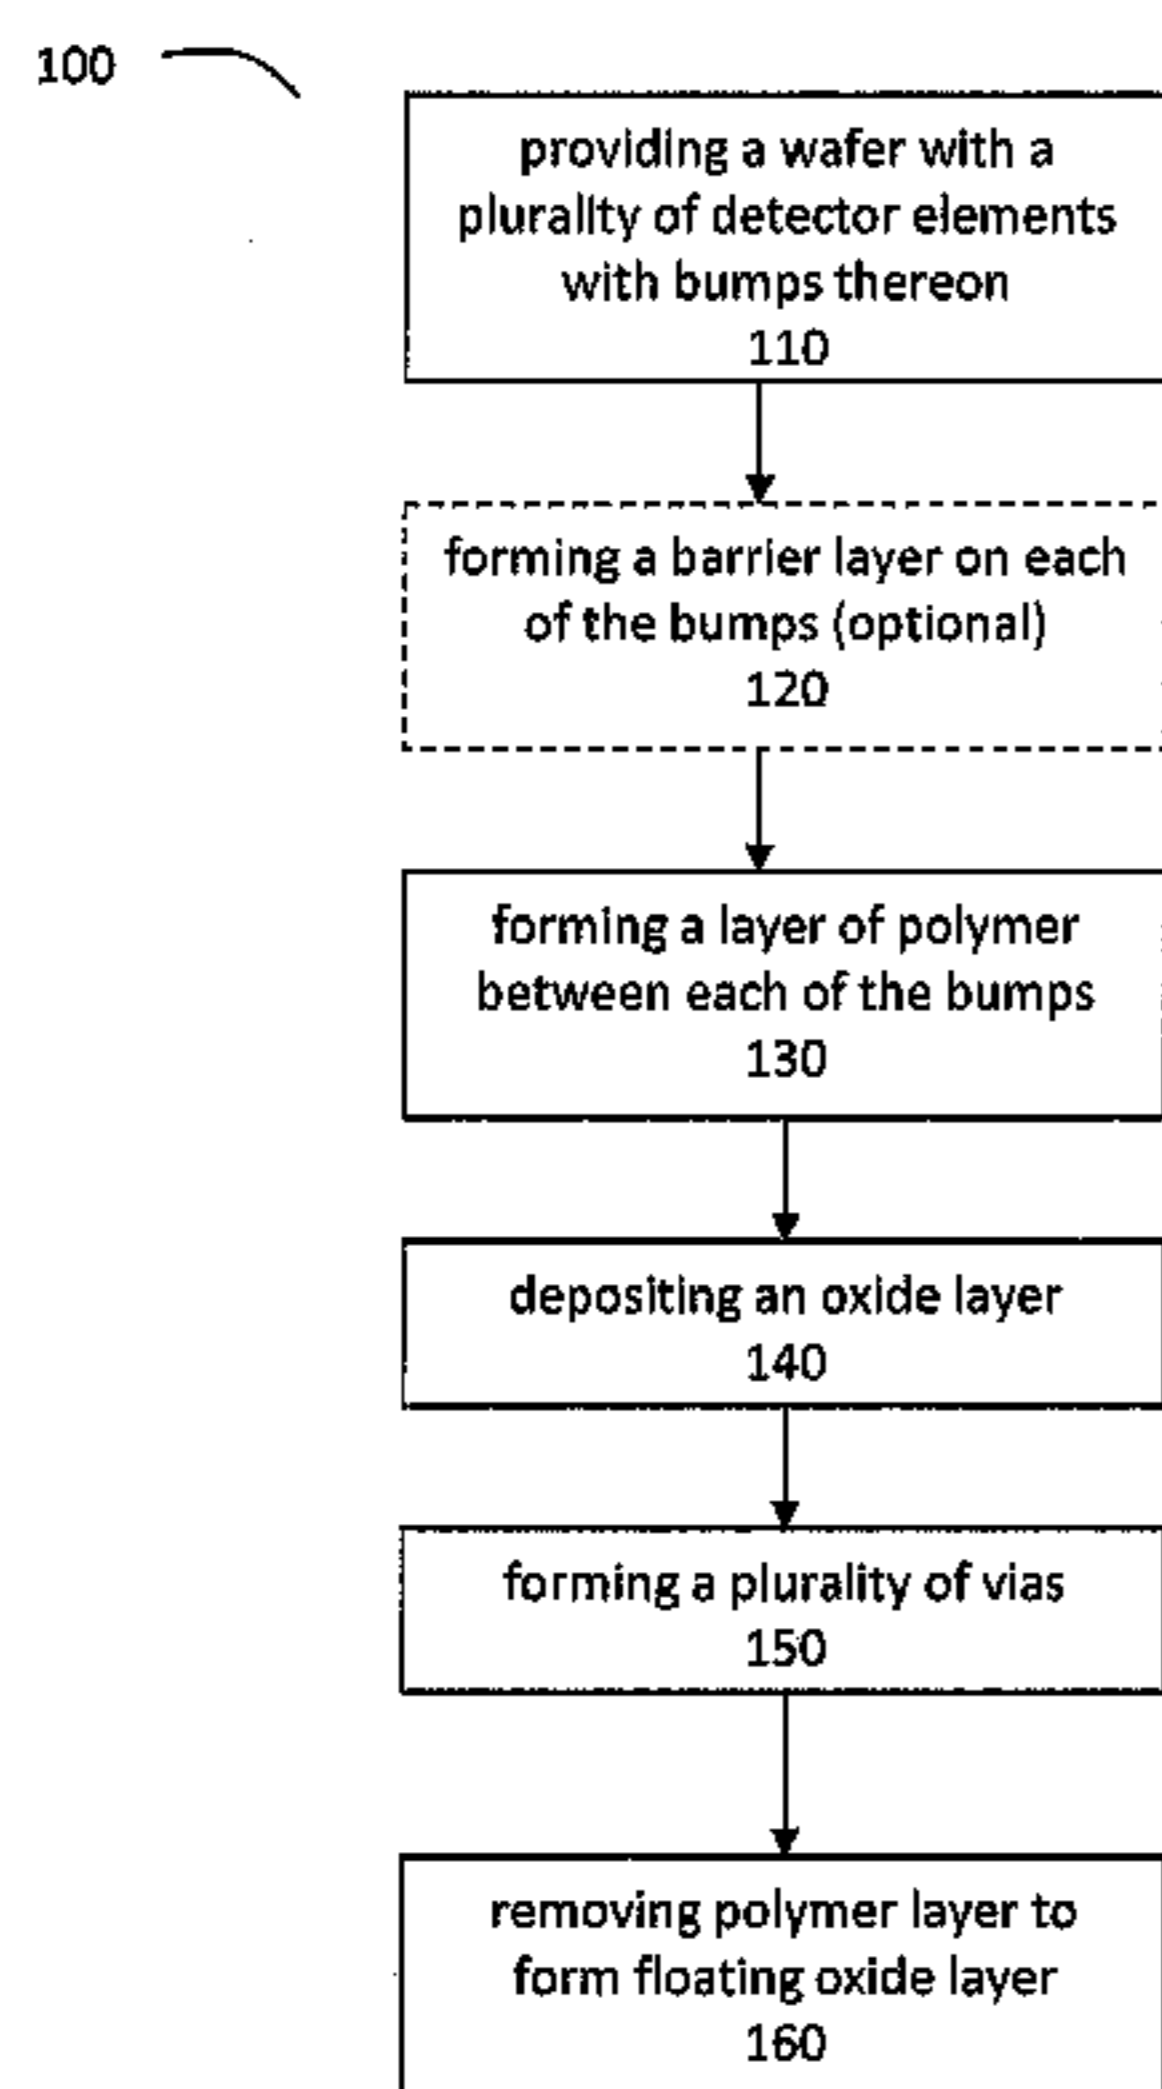 100
providing a wafer with a
plurality of detector elements
with bumps thereon
110
forming a barrier layer on each
of the bumps (optional)
120
forming a layer of polymer
between each of the bumps
130
depositing an oxide layer
140
forming a plurality of vias
150
removing polymer layer to
form floating oxide layer
160